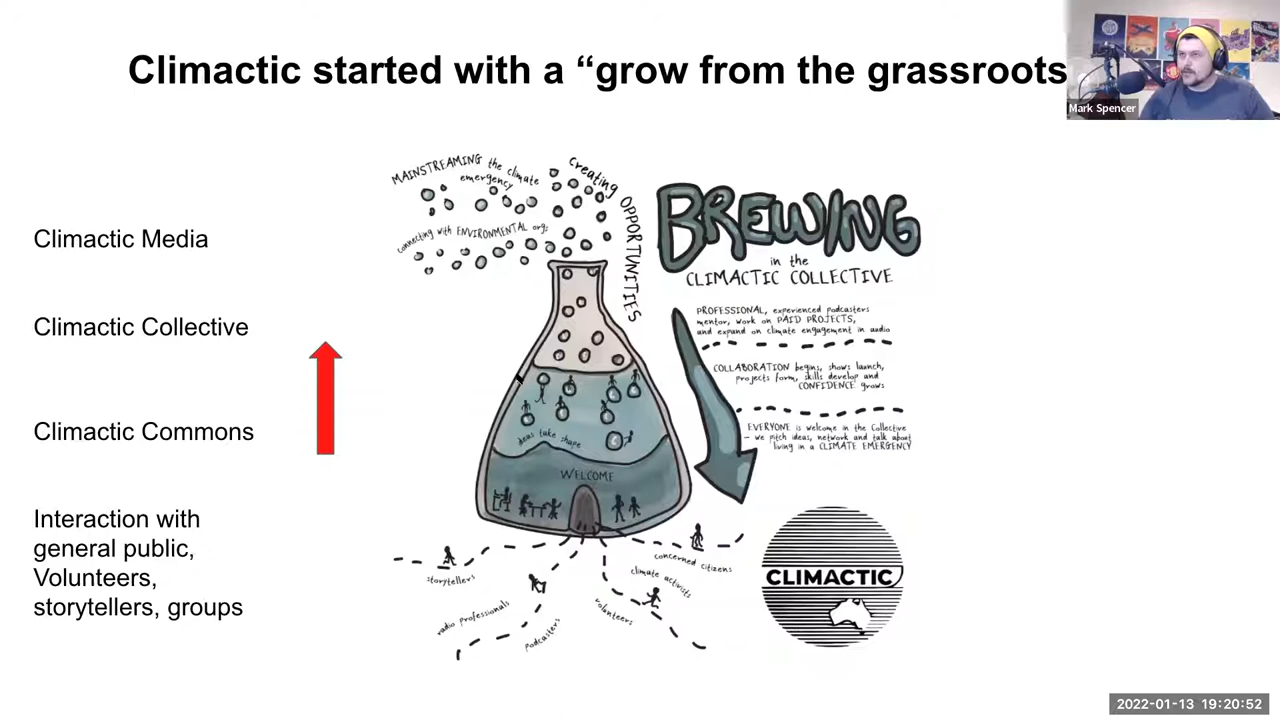 Climactic started with a “grow from the grassroots
Mark Spencer
Climactic Media
Climactic Collective
Climactic Commons
Interaction with
general public,
Volunteers,
storytellers, groups
MAINSTREAMING the climate
emergency
connecting with ENVIRONMENTAL orgs
creating
OPPORTUNITIES
BREWING
in the
CLIMACTIC COLLECTIVE
PROFESSIONAL, experienced podcasters
mentor, work on PAID PROJECTS,
and expand on climate engagement in audio
COLLABORATION begins, shows launch,
projects form, skills develop and
CONFIDENCE grows
EVERYONE is welcome in the Collective
– we pitch ideas, network and talk about
living in a CLIMATE EMERGENCY
ideas take shape
WELCOME
storytellers
radio professionals
podcasters
volunteers
climate activists
concerned citizens
CLIMACTIC
2022-01-13 19:20:52